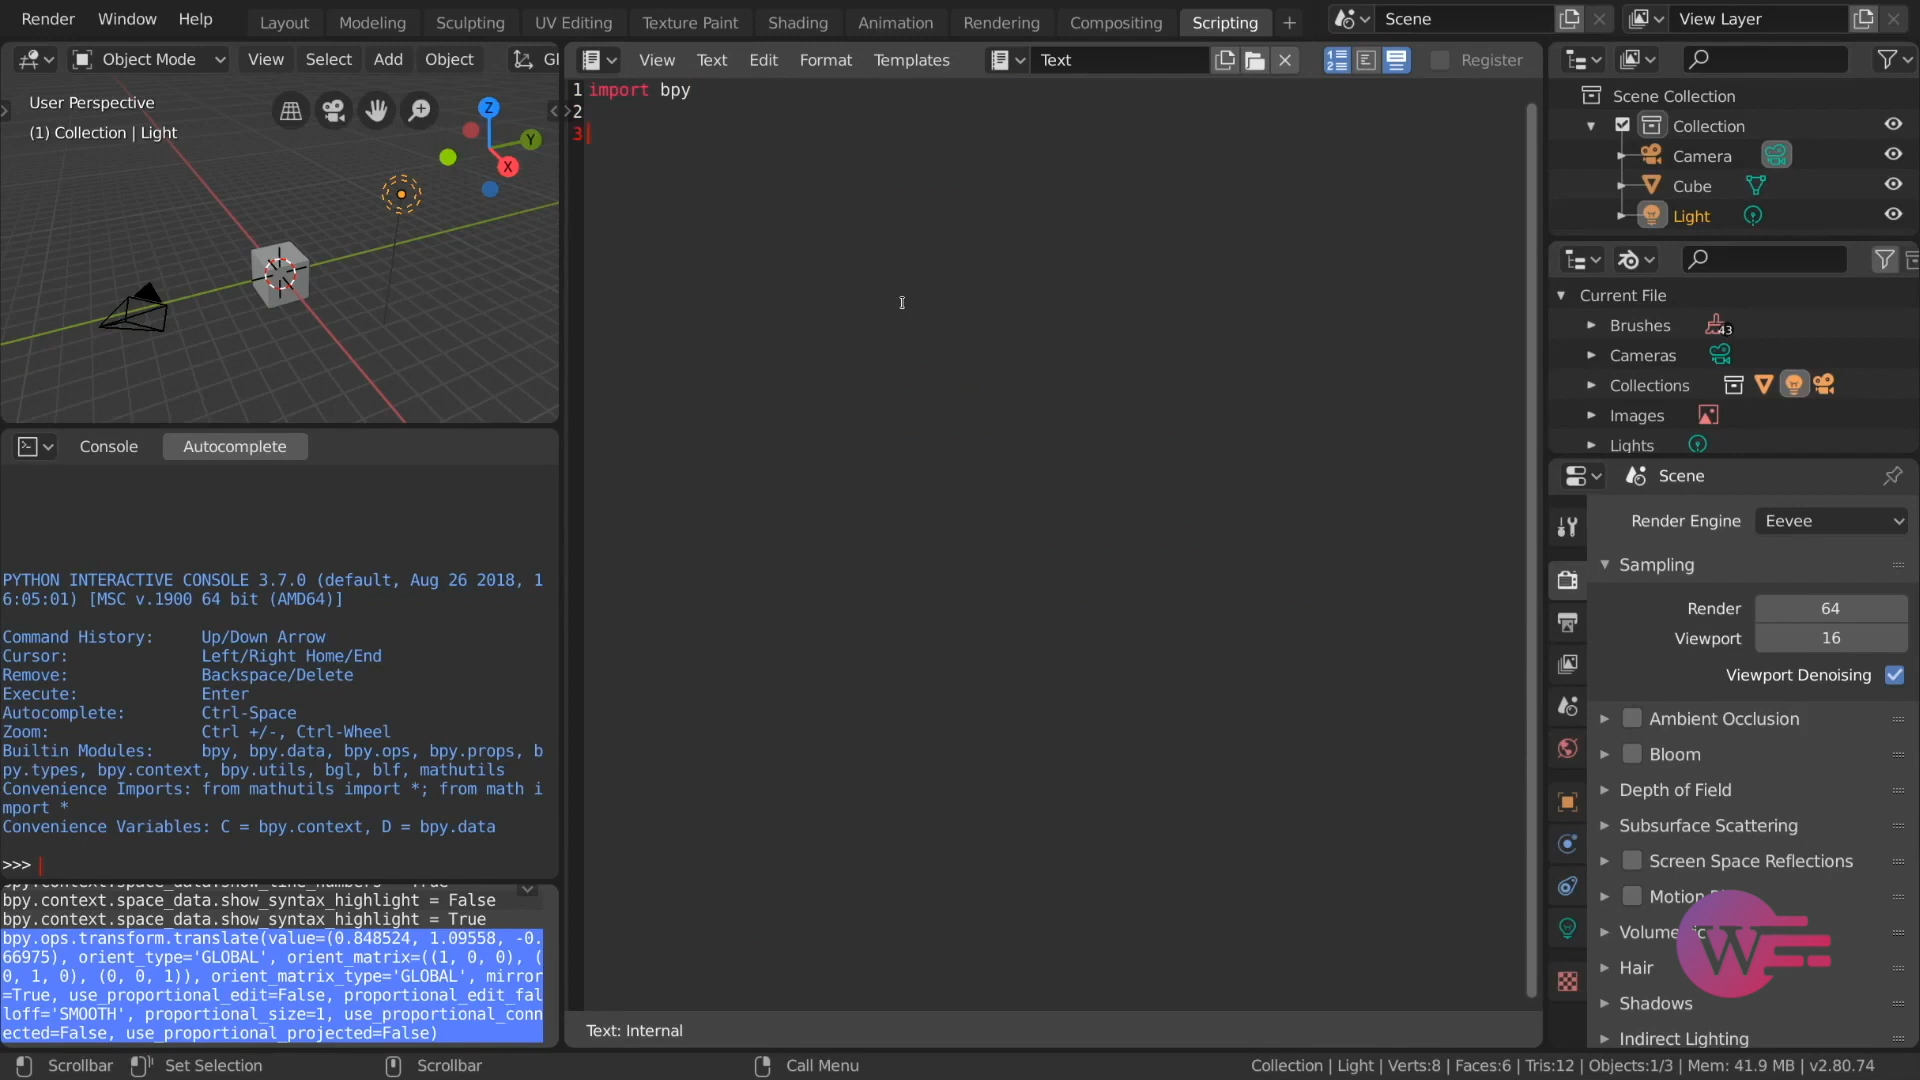 Render Window Help Layout Modeling Sculpting UV Editing Texture Paint Shading Animation Rendering Compositing Scripting + Scene View Layer
Object Mode View Select Add Object Gl
User Perspective
(1) Collection | Light
Z
Y
X
View Text Edit Format Templates Text Register
1 import bpy
2
3
Text: Internal
Console Autocomplete
PYTHON INTERACTIVE CONSOLE 3.7.0 (default, Aug 26 2018, 1
6:05:01) [MSC v.1900 64 bit (AMD64)]
Command History: Up/Down Arrow
Cursor: Left/Right Home/End
Remove: Backspace/Delete
Execute: Enter
Autocomplete: Ctrl-Space
Zoom: Ctrl +/-, Ctrl-Wheel
Builtin Modules: bpy, bpy.data, bpy.ops, bpy.props, b
py.types, bpy.context, bpy.utils, bgl, blf, mathutils
Convenience Imports: from mathutils import *; from math i
mport *
Convenience Variables: C = bpy.context, D = bpy.data
>>>
bpy.context.space_data.show_line_numbers = True
bpy.context.space_data.show_syntax_highlight = False
bpy.context.space_data.show_syntax_highlight = True
bpy.ops.transform.translate(value=(0.848524, 1.09558, -0.
66975), orient_type='GLOBAL', orient_matrix=((1, 0, 0), (
0, 1, 0), (0, 0, 1)), orient_matrix_type='GLOBAL', mirror
=True, use_proportional_edit=False, proportional_edit_fal
loff='SMOOTH', proportional_size=1, use_proportional_conn
ected=False, use_proportional_projected=False)
Scene Collection
Collection
Camera
Cube
Light
Current File
Brushes 43
Cameras
Collections
Images
Lights
Scene
Render Engine Eevee
Sampling
Render 64
Viewport 16
Viewport Denoising
Ambient Occlusion
Bloom
Depth of Field
Subsurface Scattering
Screen Space Reflections
Motion
Hair
Shadows
Indirect Lighting
W
Scrollbar Set Selection Scrollbar Call Menu Collection | Light | Verts:8 | Faces:6 | Tris:12 | Objects:1/3 | Mem: 41.9 MB | v2.80.74